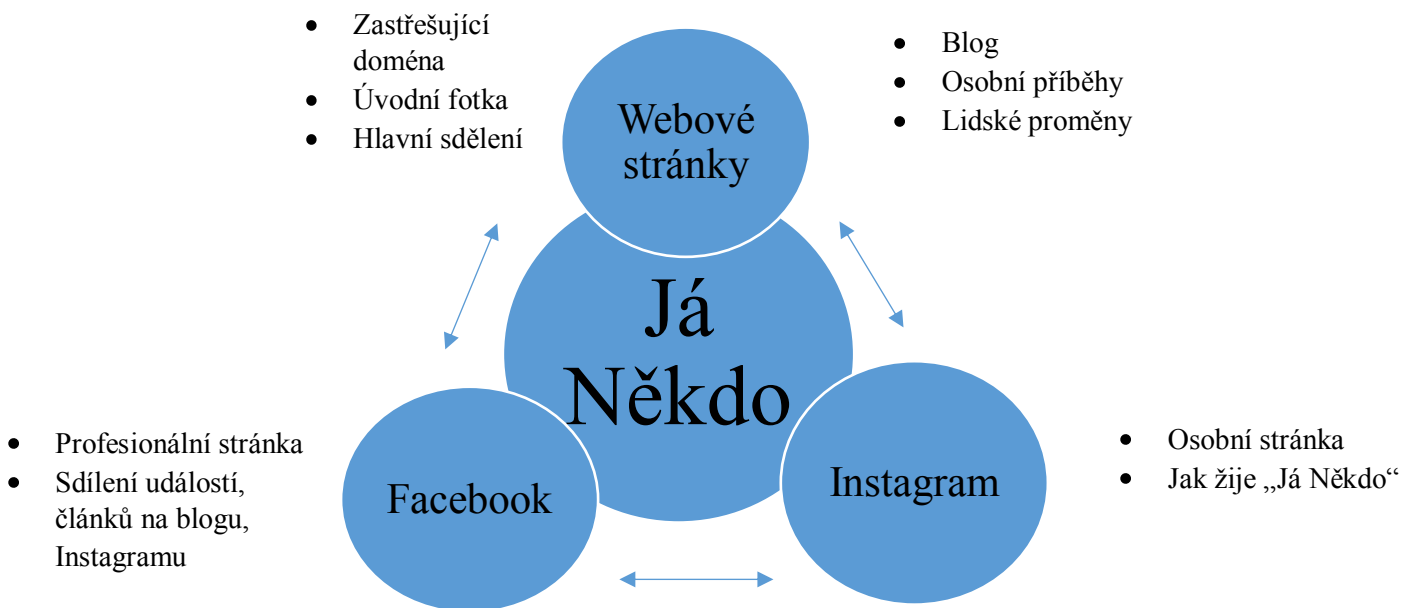 Zastřešující
doména
Úvodní fotka
Hlavní sdělení
Webové
stránky
Blog
Osobní příběhy
Lidské proměny
Já
Někdo
Profesionální stránka
Sdílení událostí,
článků na blogu,
Instagramu
Facebook
Instagram
Osobní stránka
Jak žije „Já Někdo“